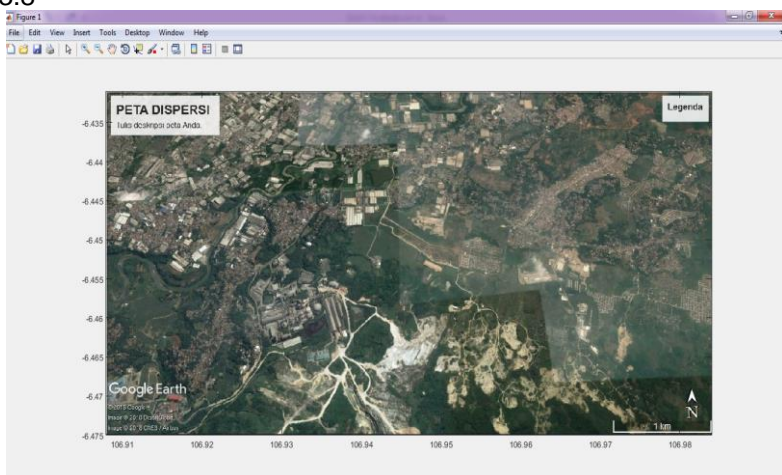 Figure 1
File Edit View Insert Tools Desktop Window Help
PETA DISPERSI
Tulis deskripsi peta Anda.
Legenda
-6.435
-6.44
-6.445
-6.45
-6.455
-6.46
-6.465
-6.47
-6.475
Google Earth
N
1 km
106.91 106.92 106.93 106.94 106.95 106.96 106.97 106.98